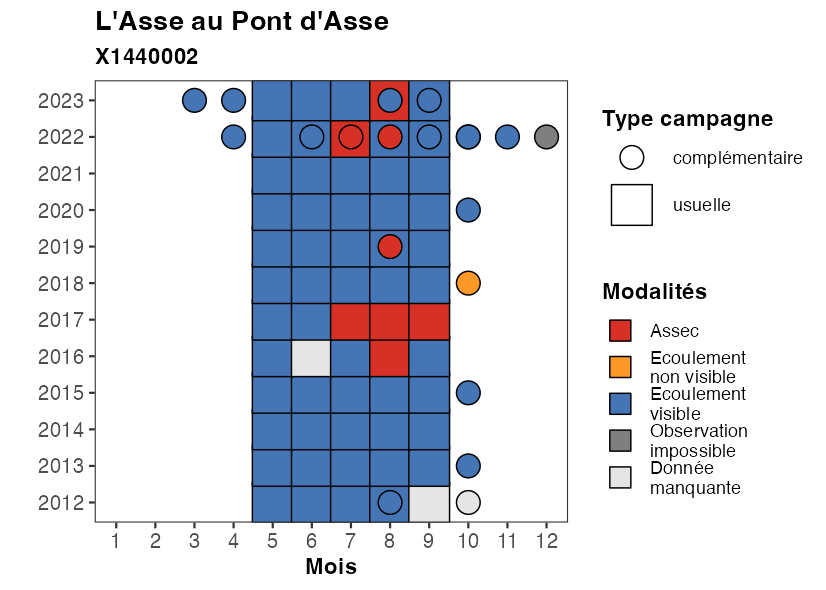 L'Asse au Pont d'Asse
X1440002
2023
2022
2021
2020
2019
2018
2017
2016
2015
2014
2013
2012
1 2 3 4 5 6 7 8 9 10 11 12
Mois
Type campagne
complémentaire
usuelle
Modalités
Assec
Ecoulement
non visible
Ecoulement
visible
Observation
impossible
Donnée
manquante